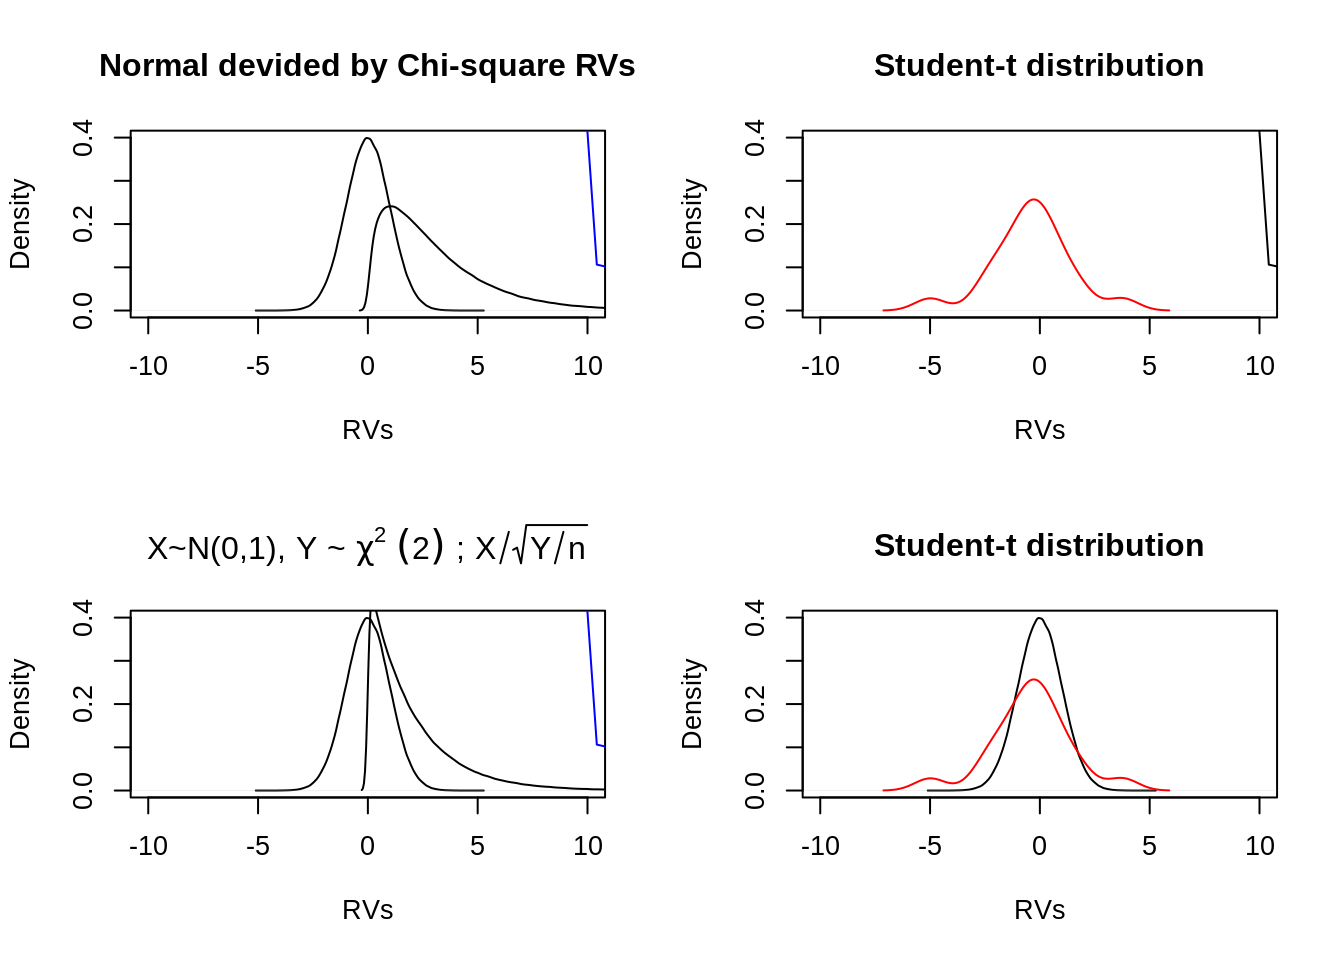 Normal devided by Chi-square RVs
Density
0.0 0.2 0.4
-10 -5 0 5 10
RVs
Student-t distribution
Density
0.0 0.2 0.4
-10 -5 0 5 10
RVs
X~N(0,1), Y ~ χ² (2) ; X/√Y/n
Density
0.0 0.2 0.4
-10 -5 0 5 10
RVs
Student-t distribution
Density
0.0 0.2 0.4
-10 -5 0 5 10
RVs